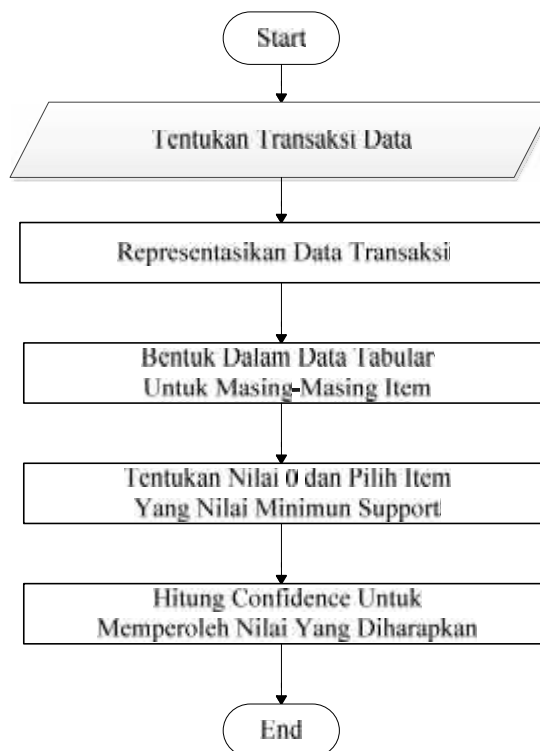 Start
Tentukan Transaksi Data
Representasikan Data Transaksi
Bentuk Dalam Data Tabular
Untuk Masing-Masing Item
Tentukan Nilai 0 dan Pilih Item
Yang Nilai Minimun Support
Hitung Confidence Untuk
Memperoleh Nilai Yang Diharapkan
End